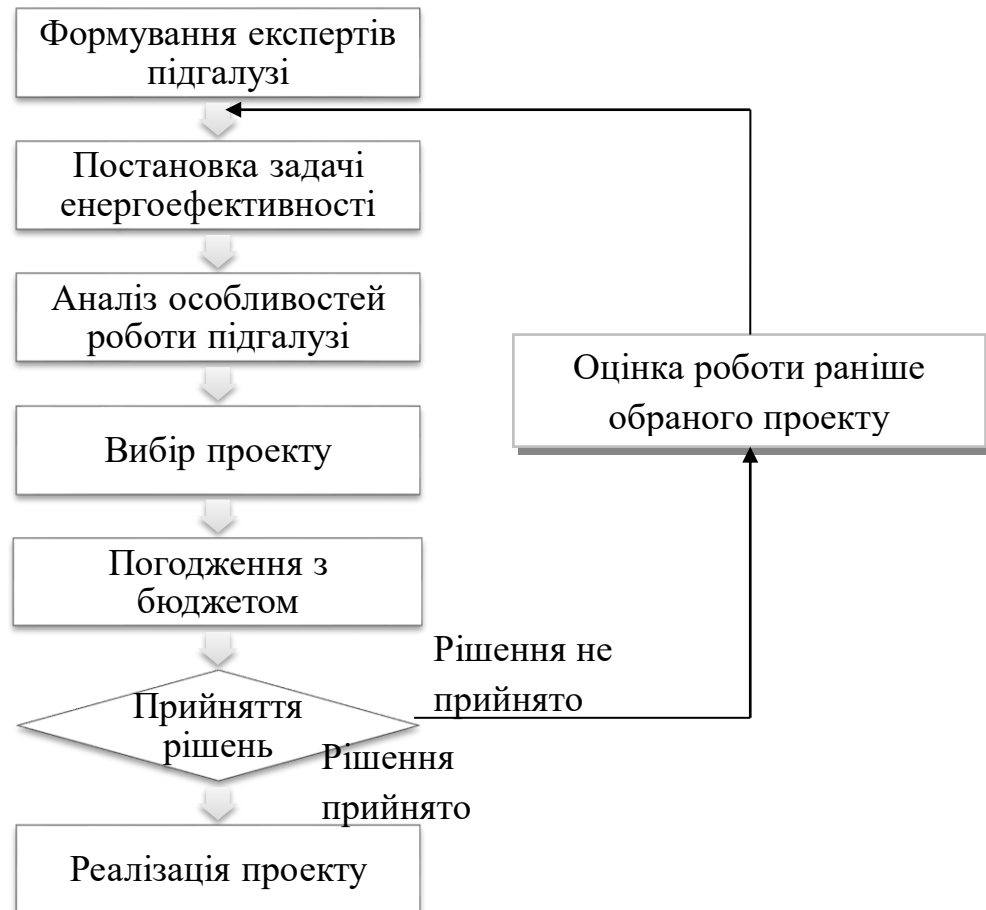 Формування експертів
підгалузі
Постановка задачі
енергоефективності
Аналіз особливостей
роботи підгалузі
Оцінка роботи раніше
обраного проекту
Вибір проекту
Погодження з
бюджетом
Рішення не
прийнято
Прийняття
рішень
Рішення
прийнято
Реалізація проекту